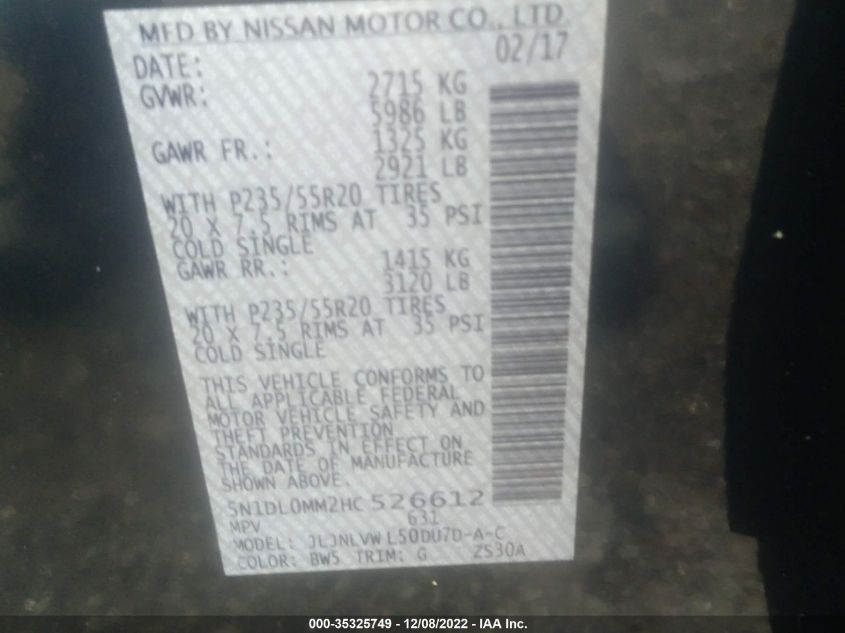 MFD BY NISSAN MOTOR CO., LTD.
DATE: 02/17
GVWR: 2715 KG
5986 LB
GAWR FR.: 1325 KG
2921 LB
WITH P235/55R20 TIRES
20 X 7.5 RIMS AT 35 PSI
COLD SINGLE
GAWR RR.: 1415 KG
3120 LB
WITH P235/55R20 TIRES
20 X 7.5 RIMS AT 35 PSI
COLD SINGLE
THIS VEHICLE CONFORMS TO
ALL APPLICABLE FEDERAL
MOTOR VEHICLE SAFETY AND
THEFT PREVENTION
STANDARDS IN EFFECT ON
THE DATE OF MANUFACTURE
SHOWN ABOVE.
5N1DL0MM2HC 526612
MPV 631
MODEL: JLJNLVW L50DU7D-A-C
COLOR: BW5 TRIM: G ZS30A
000-35325749 - 12/08/2022 - IAA Inc.